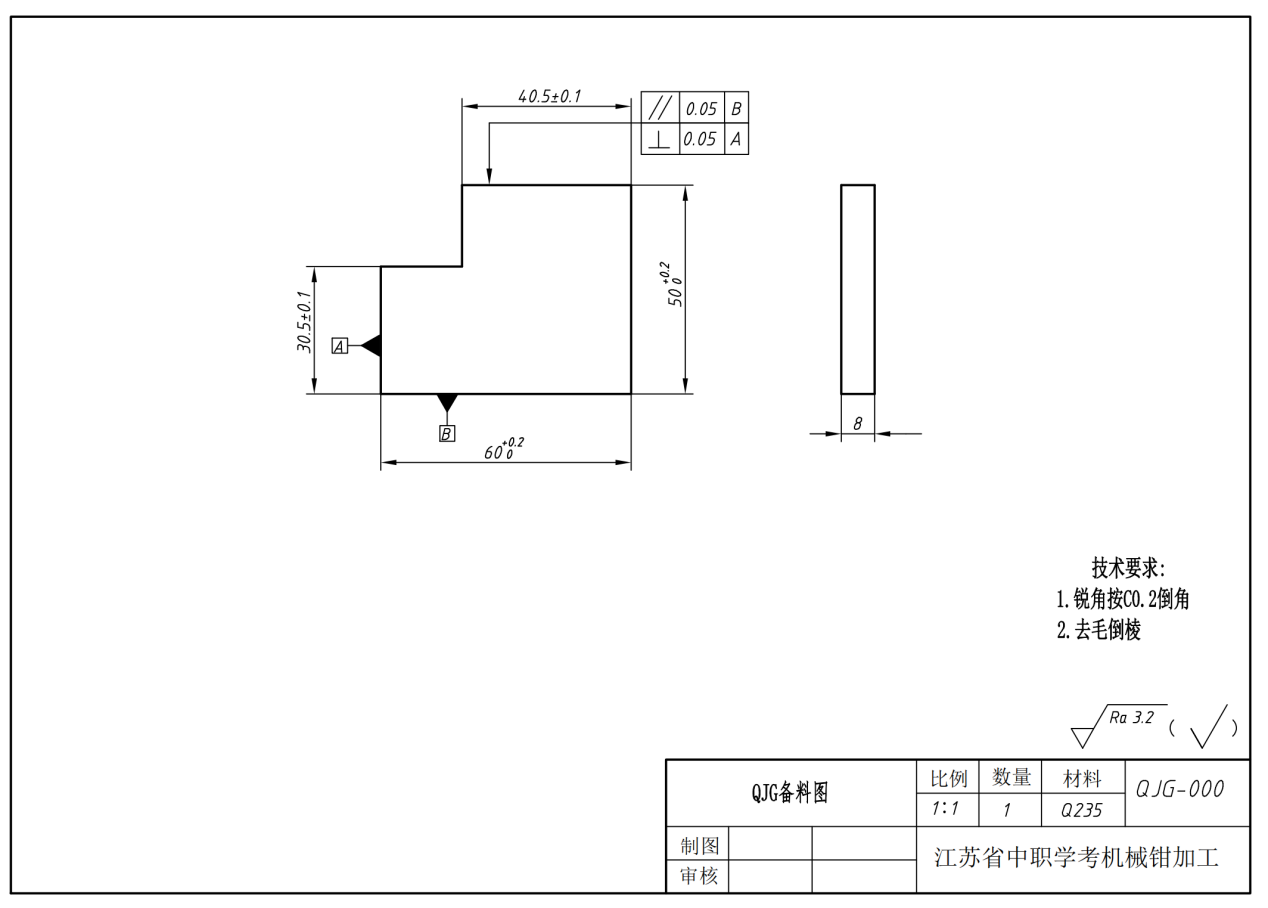 40.5±0.1
// 0.05 B
⊥ 0.05 A
30.5±0.1
50 +0.2 0
A
B
60 +0.2 0
8
技术要求:
1.锐角按C0.2倒角
2.去毛倒棱
Ra 3.2 ( √ )
QJG备料图
比例 数量 材料
1:1 1 Q235
QJG-000
制图
审核
江苏省中职学考机械钳加工